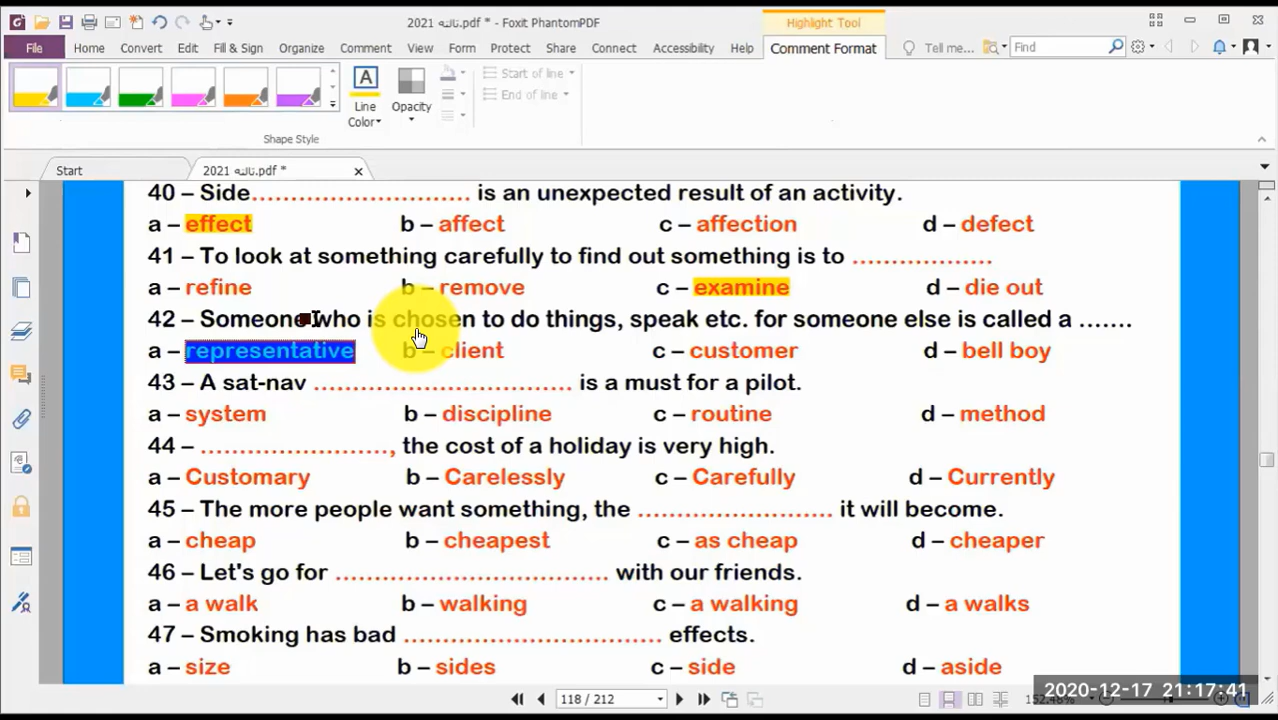 2021 ثالثه.pdf * - Foxit PhantomPDF
Highlight Tool
File Home Convert Edit Fill & Sign Organize Comment View Form Protect Share Connect Accessibility Help Comment Format Tell me... Find
Line Color
Opacity
Start of line
End of line
Shape Style
Start
2021 ثالثه.pdf *
40 – Side................................ is an unexpected result of an activity.
a – effect b – affect c – affection d – defect
41 – To look at something carefully to find out something is to ..................
a – refine b – remove c – examine d – die out
42 – Someone who is chosen to do things, speak etc. for someone else is called a .......
a – representative b – client c – customer d – bell boy
43 – A sat-nav ................................. is a must for a pilot.
a – system b – discipline c – routine d – method
44 – ........................, the cost of a holiday is very high.
a – Customary b – Carelessly c – Carefully d – Currently
45 – The more people want something, the ......................... it will become.
a – cheap b – cheapest c – as cheap d – cheaper
46 – Let's go for ................................... with our friends.
a – a walk b – walking c – a walking d – a walks
47 – Smoking has bad ................................. effects.
a – size b – sides c – side d – aside
118 / 212
152.48%
2020-12-17 21:17:41